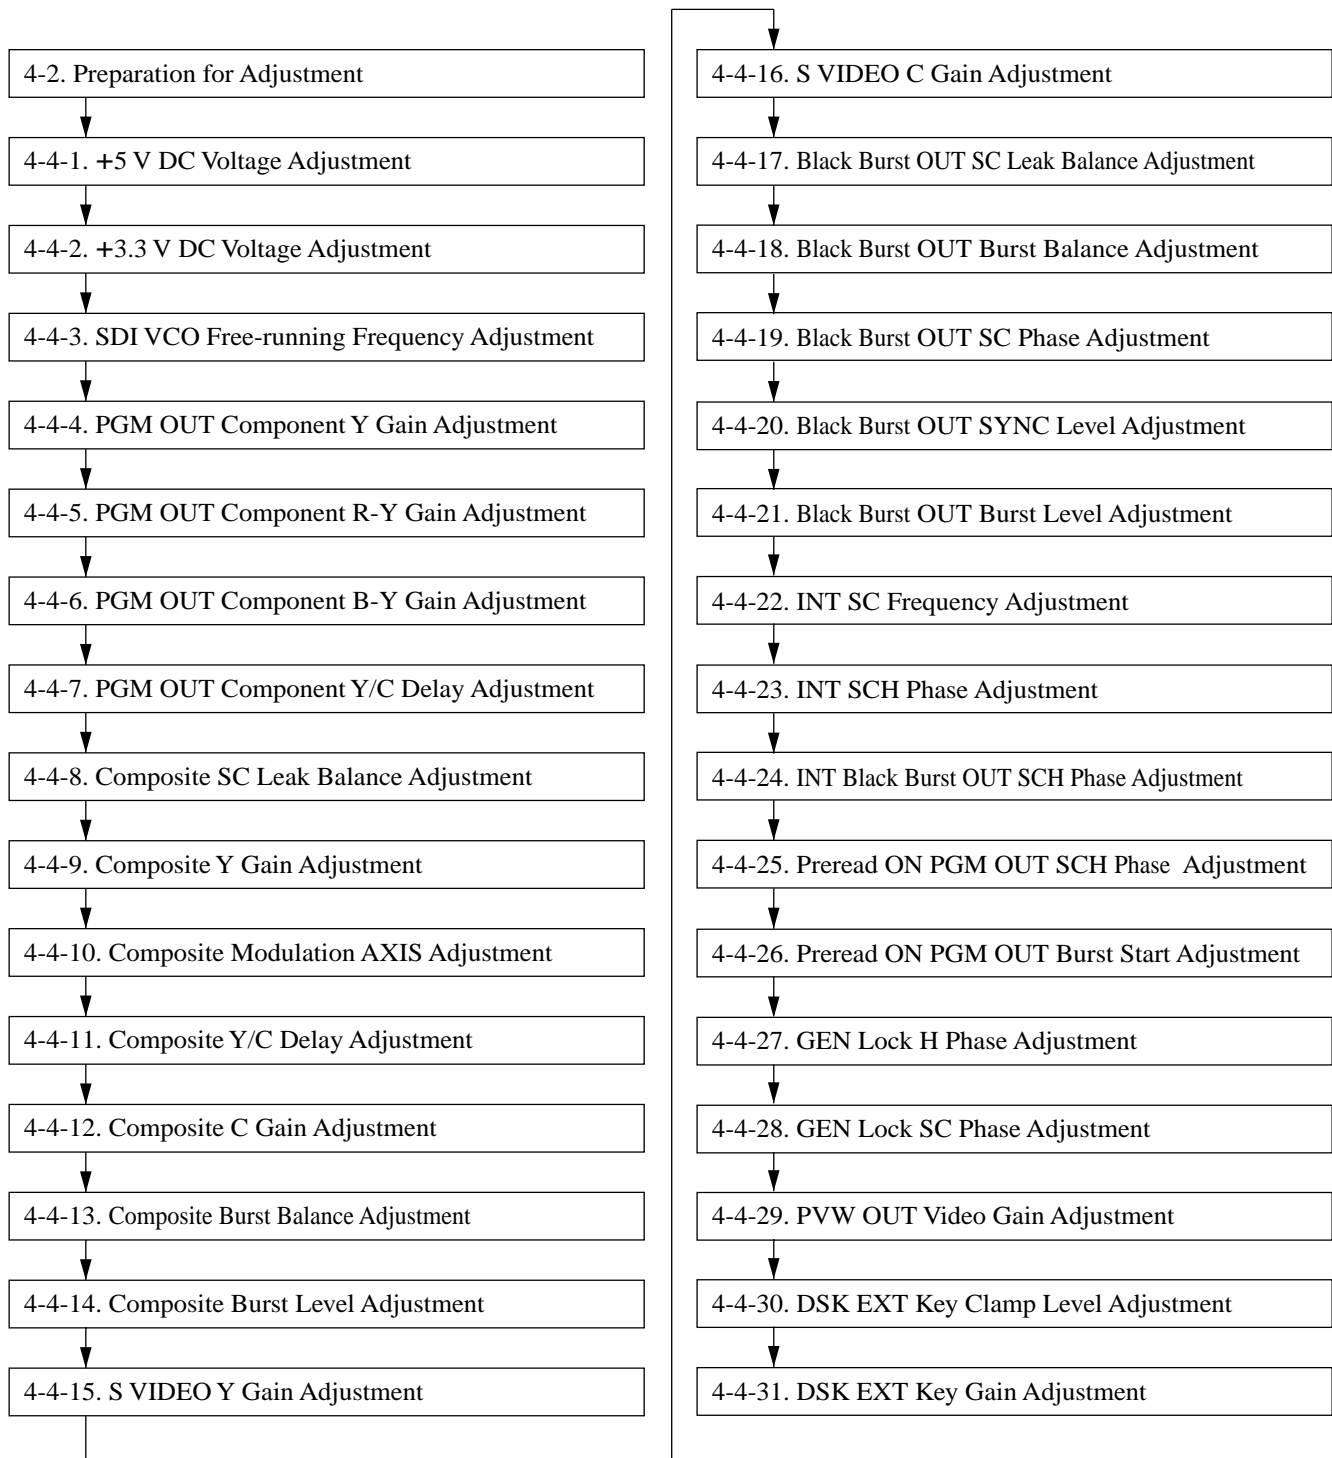 4-2. Preparation for Adjustment
4-4-1. +5 V DC Voltage Adjustment
4-4-2. +3.3 V DC Voltage Adjustment
4-4-3. SDI VCO Free-running Frequency Adjustment
4-4-4. PGM OUT Component Y Gain Adjustment
4-4-5. PGM OUT Component R-Y Gain Adjustment
4-4-6. PGM OUT Component B-Y Gain Adjustment
4-4-7. PGM OUT Component Y/C Delay Adjustment
4-4-8. Composite SC Leak Balance Adjustment
4-4-9. Composite Y Gain Adjustment
4-4-10. Composite Modulation AXIS Adjustment
4-4-11. Composite Y/C Delay Adjustment
4-4-12. Composite C Gain Adjustment
4-4-13. Composite Burst Balance Adjustment
4-4-14. Composite Burst Level Adjustment
4-4-15. S VIDEO Y Gain Adjustment
4-4-16. S VIDEO C Gain Adjustment
4-4-17. Black Burst OUT SC Leak Balance Adjustment
4-4-18. Black Burst OUT Burst Balance Adjustment
4-4-19. Black Burst OUT SC Phase Adjustment
4-4-20. Black Burst OUT SYNC Level Adjustment
4-4-21. Black Burst OUT Burst Level Adjustment
4-4-22. INT SC Frequency Adjustment
4-4-23. INT SCH Phase Adjustment
4-4-24. INT Black Burst OUT SCH Phase Adjustment
4-4-25. Preread ON PGM OUT SCH Phase Adjustment
4-4-26. Preread ON PGM OUT Burst Start Adjustment
4-4-27. GEN Lock H Phase Adjustment
4-4-28. GEN Lock SC Phase Adjustment
4-4-29. PVW OUT Video Gain Adjustment
4-4-30. DSK EXT Key Clamp Level Adjustment
4-4-31. DSK EXT Key Gain Adjustment